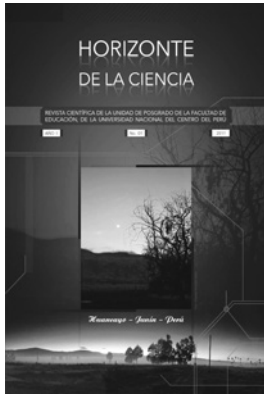 HORIZONTE
DE LA CIENCIA
REVISTA CIENTÍFICA DE LA UNIDAD DE POSGRADO DE LA FACULTAD DE
EDUCACIÓN, DE LA UNIVERSIDAD NACIONAL DEL CENTRO DEL PERÚ
Huancayo – Junín – Perú